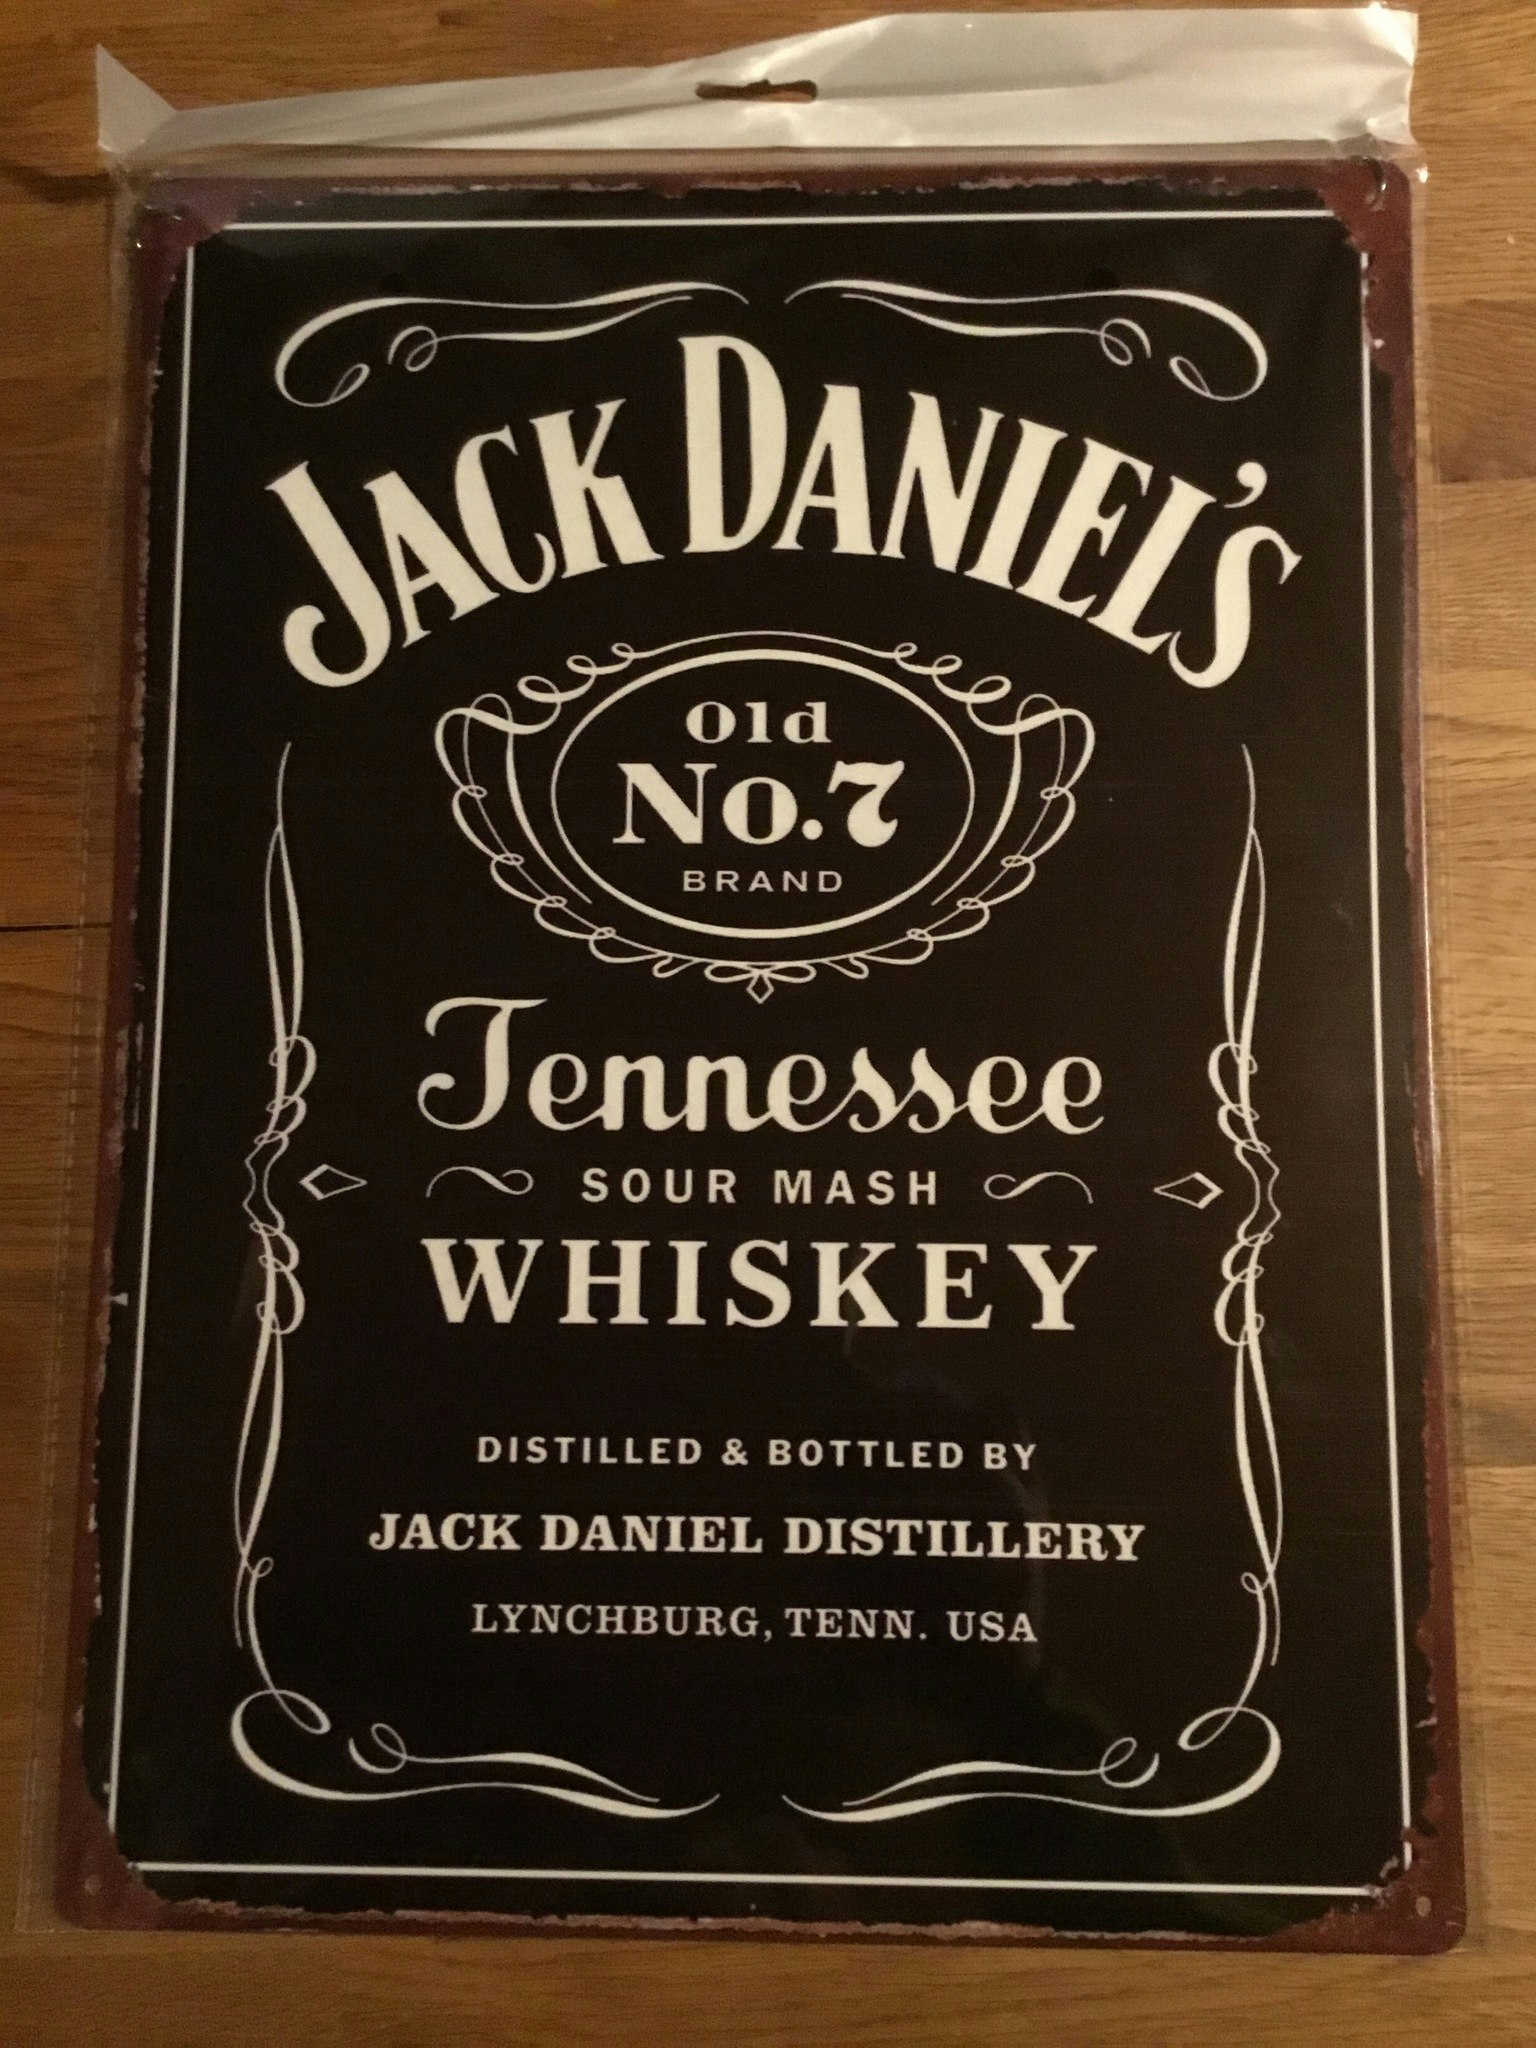 JACK DANIEL'S
Old
No.7
BRAND
Tennessee
SOUR MASH
WHISKEY
DISTILLED & BOTTLED BY
JACK DANIEL DISTILLERY
LYNCHBURG, TENN. USA